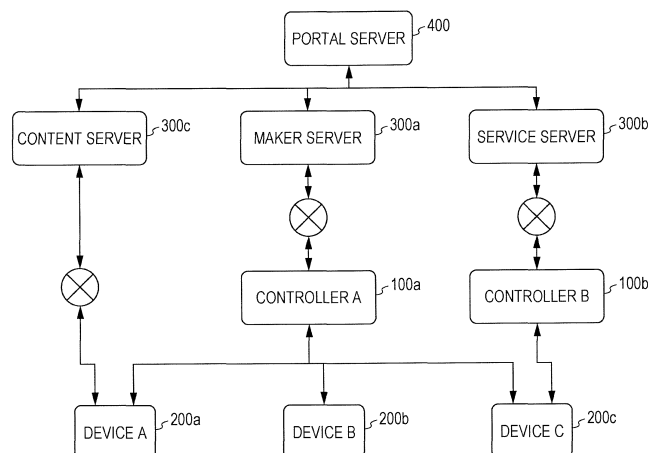 PORTAL SERVER 400
CONTENT SERVER 300c
MAKER SERVER 300a
SERVICE SERVER 300b
CONTROLLER A 100a
CONTROLLER B 100b
DEVICE A 200a
DEVICE B 200b
DEVICE C 200c